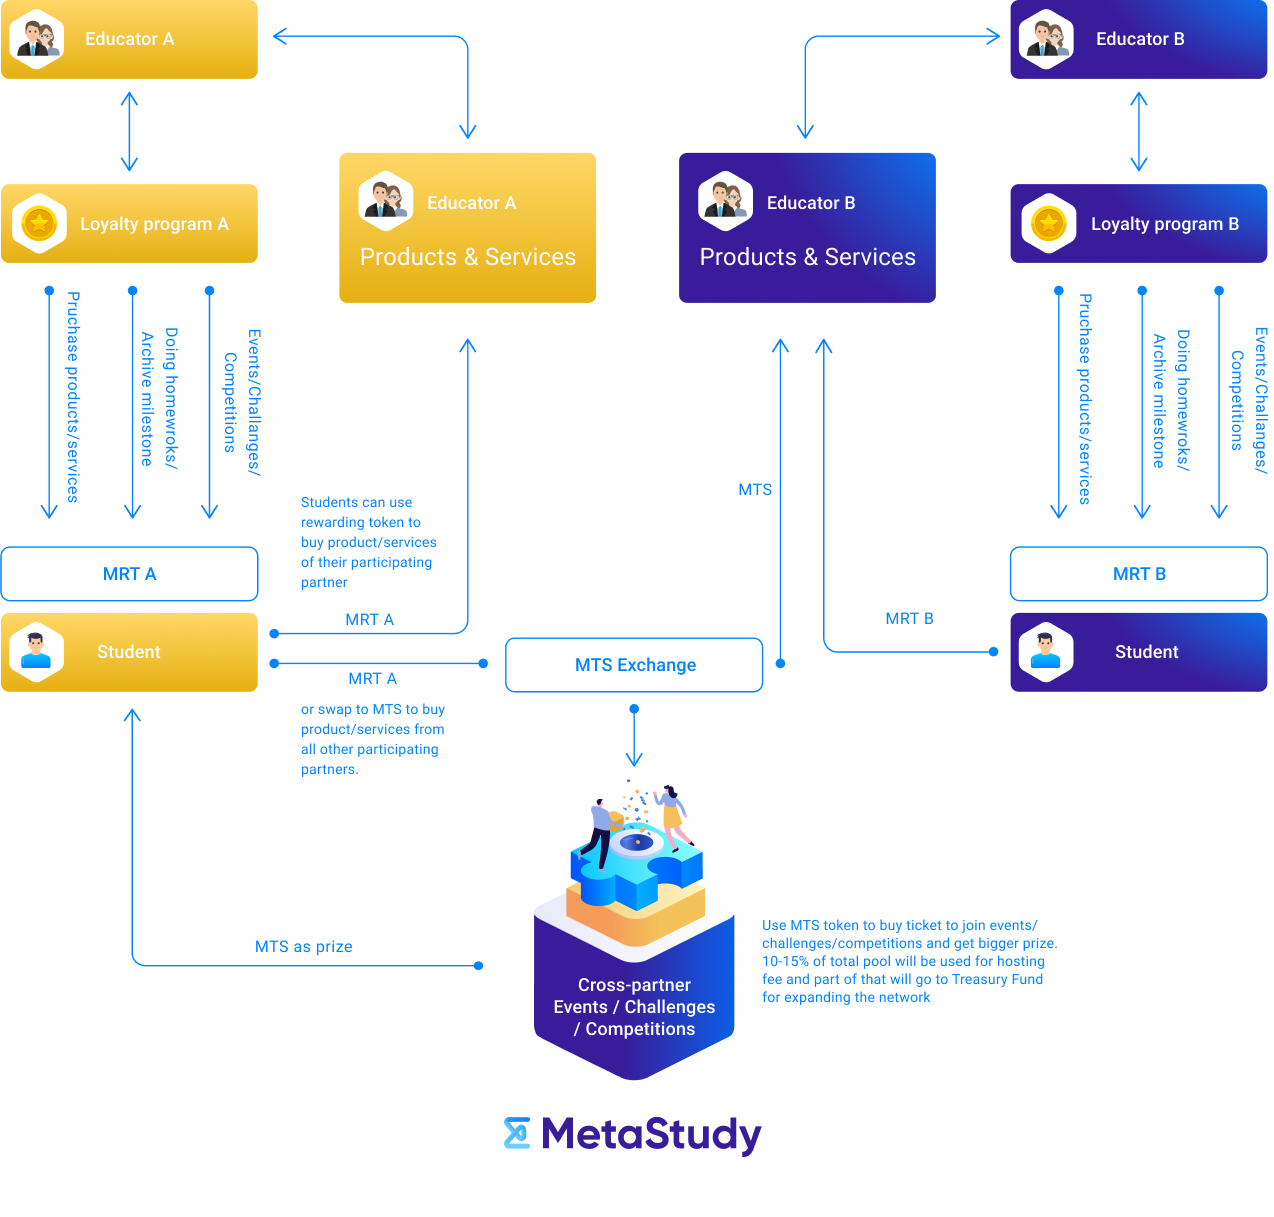 Educator A
Educator B
Educator A
Products & Services
Educator B
Products & Services
Loyalty program A
Loyalty program B
Pruchase products/services
Doing homewroks/
Archive milestone
Events/Challanges/
Competitions
Pruchase products/services
Doing homewroks/
Archive milestone
Events/Challanges/
Competitions
MTS
Students can use
rewarding token to
buy product/services
of their participating
partner
MRT A
MRT B
MRT A
MRT B
Student
MTS Exchange
Student
MRT A
or swap to MTS to buy
product/services from
all other participating
partners.
MTS as prize
Use MTS token to buy ticket to join events/
challenges/competitions and get bigger prize.
10-15% of total pool will be used for hosting
fee and part of that will go to Treasury Fund
for expanding the network
Cross-partner
Events / Challenges
/ Competitions
MetaStudy